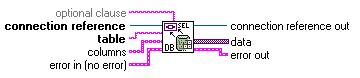 optional clause
connection reference
table
columns
error in (no error)
SEL
DB
connection reference out
data
error out